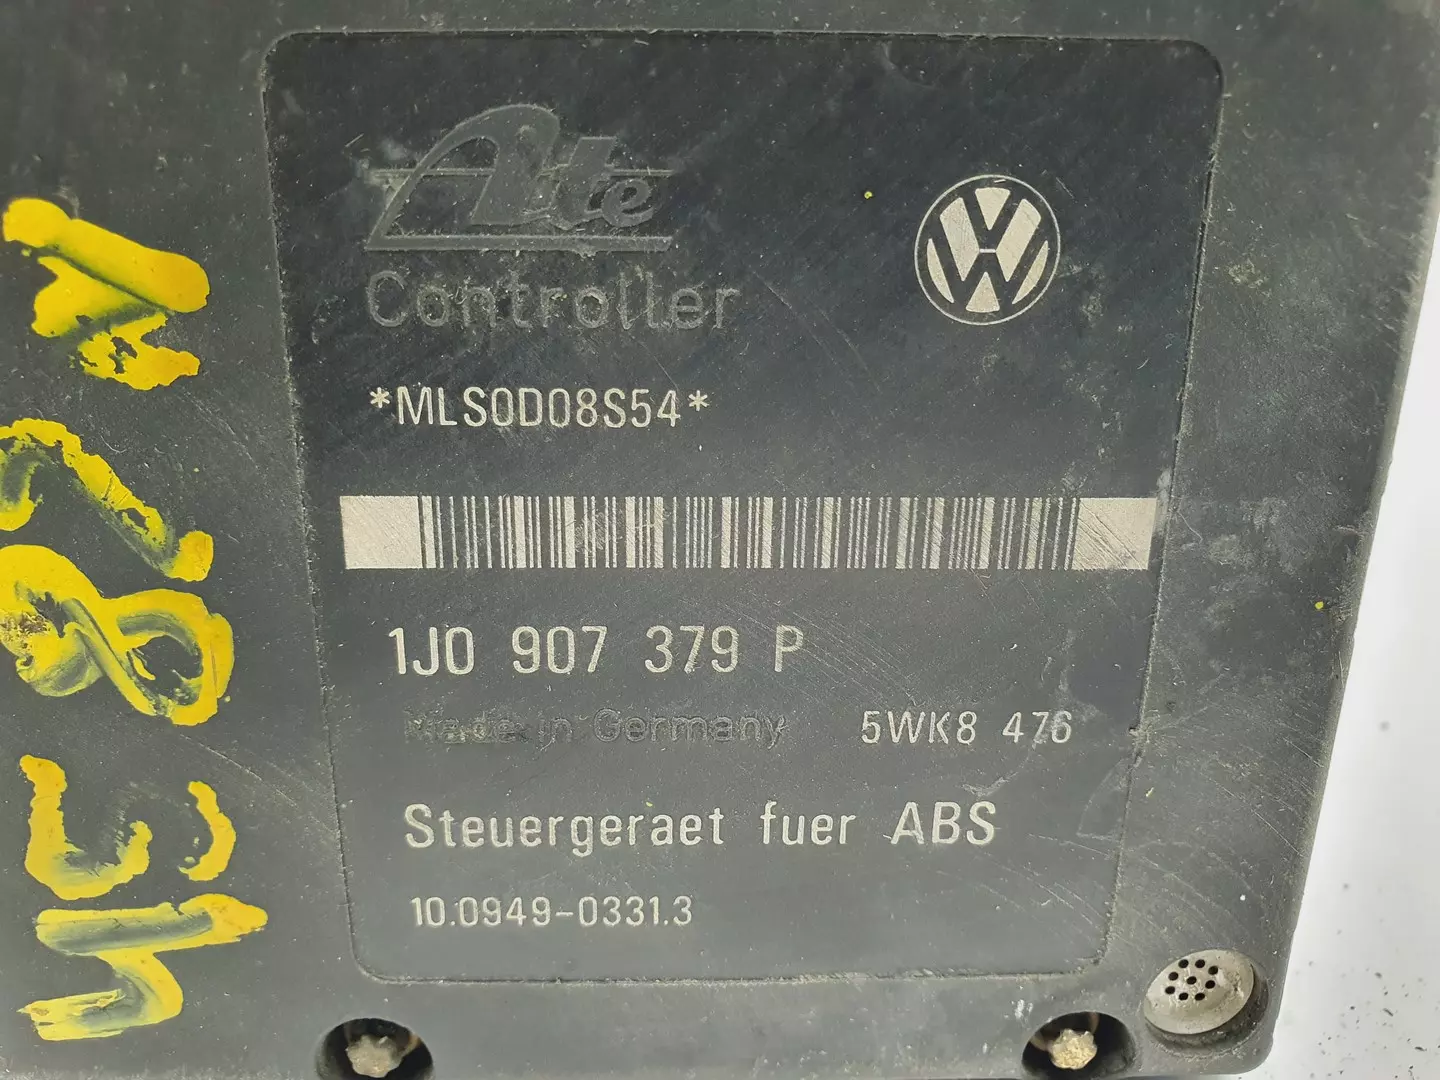 Ate
Controller
*MLS0D08S54*
1J0 907 379 P
Made in Germany 5WK8 476
Steuergeraet fuer ABS
10.0949-0331.3